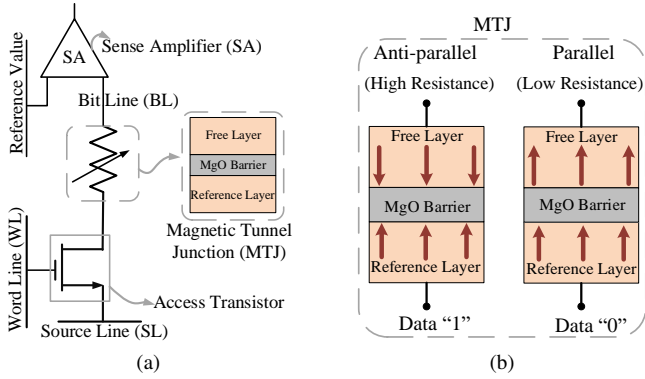 Reference Value
SA
Sense Amplifier (SA)
Bit Line (BL)
Free Layer
MgO Barrier
Reference Layer
Magnetic Tunnel
Junction (MTJ)
Word Line (WL)
Access Transistor
Source Line (SL)
(a)
MTJ
Anti-parallel
(High Resistance)
Free Layer
MgO Barrier
Reference Layer
Data “1”
Parallel
(Low Resistance)
Free Layer
MgO Barrier
Reference Layer
Data “0”
(b)